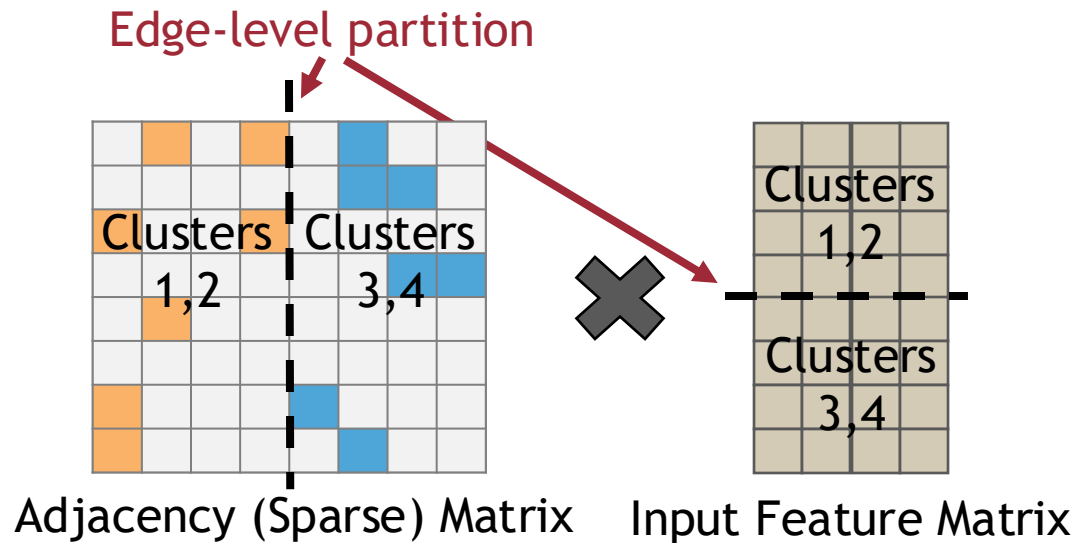 Edge-level partition
Clusters
1,2
Clusters
3,4
Clusters
1,2
Clusters
3,4
Adjacency (Sparse) Matrix
Input Feature Matrix